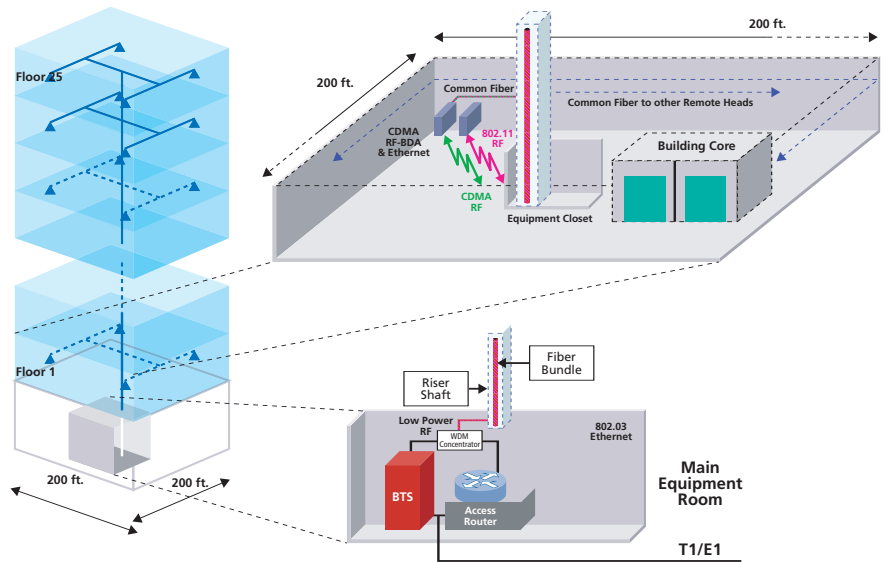 Floor 25
Floor 1
200 ft.
200 ft.
200 ft.
200 ft.
Common Fiber
CDMA
RF-BDA
& Ethernet
802.11
RF
CDMA
RF
Common Fiber to other Remote Heads
Building Core
Equipment Closet
Riser
Shaft
Fiber
Bundle
Low Power
RF
WDM
Concentrator
802.03
Ethernet
BTS
Access
Router
Main
Equipment
Room
T1/E1